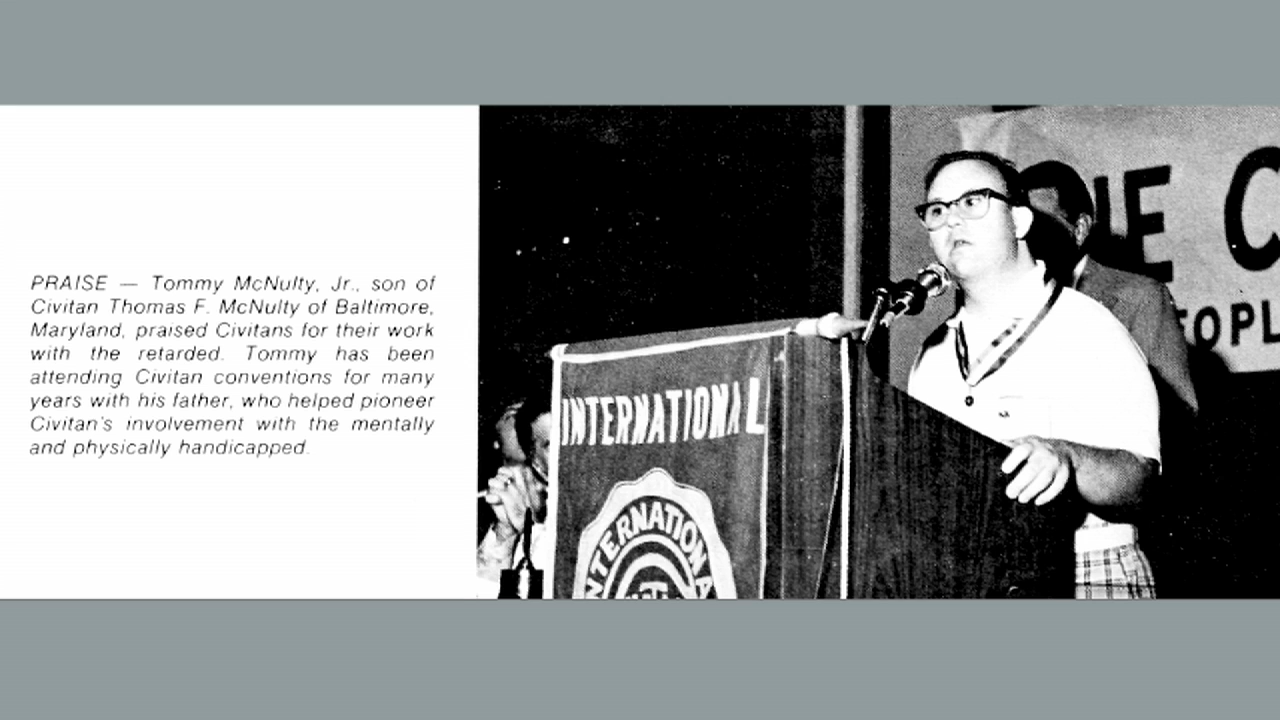 PRAISE — Tommy McNulty, Jr., son of
Civitan Thomas F. McNulty of Baltimore,
Maryland, praised Civitans for their work
with the retarded. Tommy has been
attending Civitan conventions for many
years with his father, who helped pioneer
Civitan's involvement with the mentally
and physically handicapped.
INTERNATIONAL
INTERNATIONAL